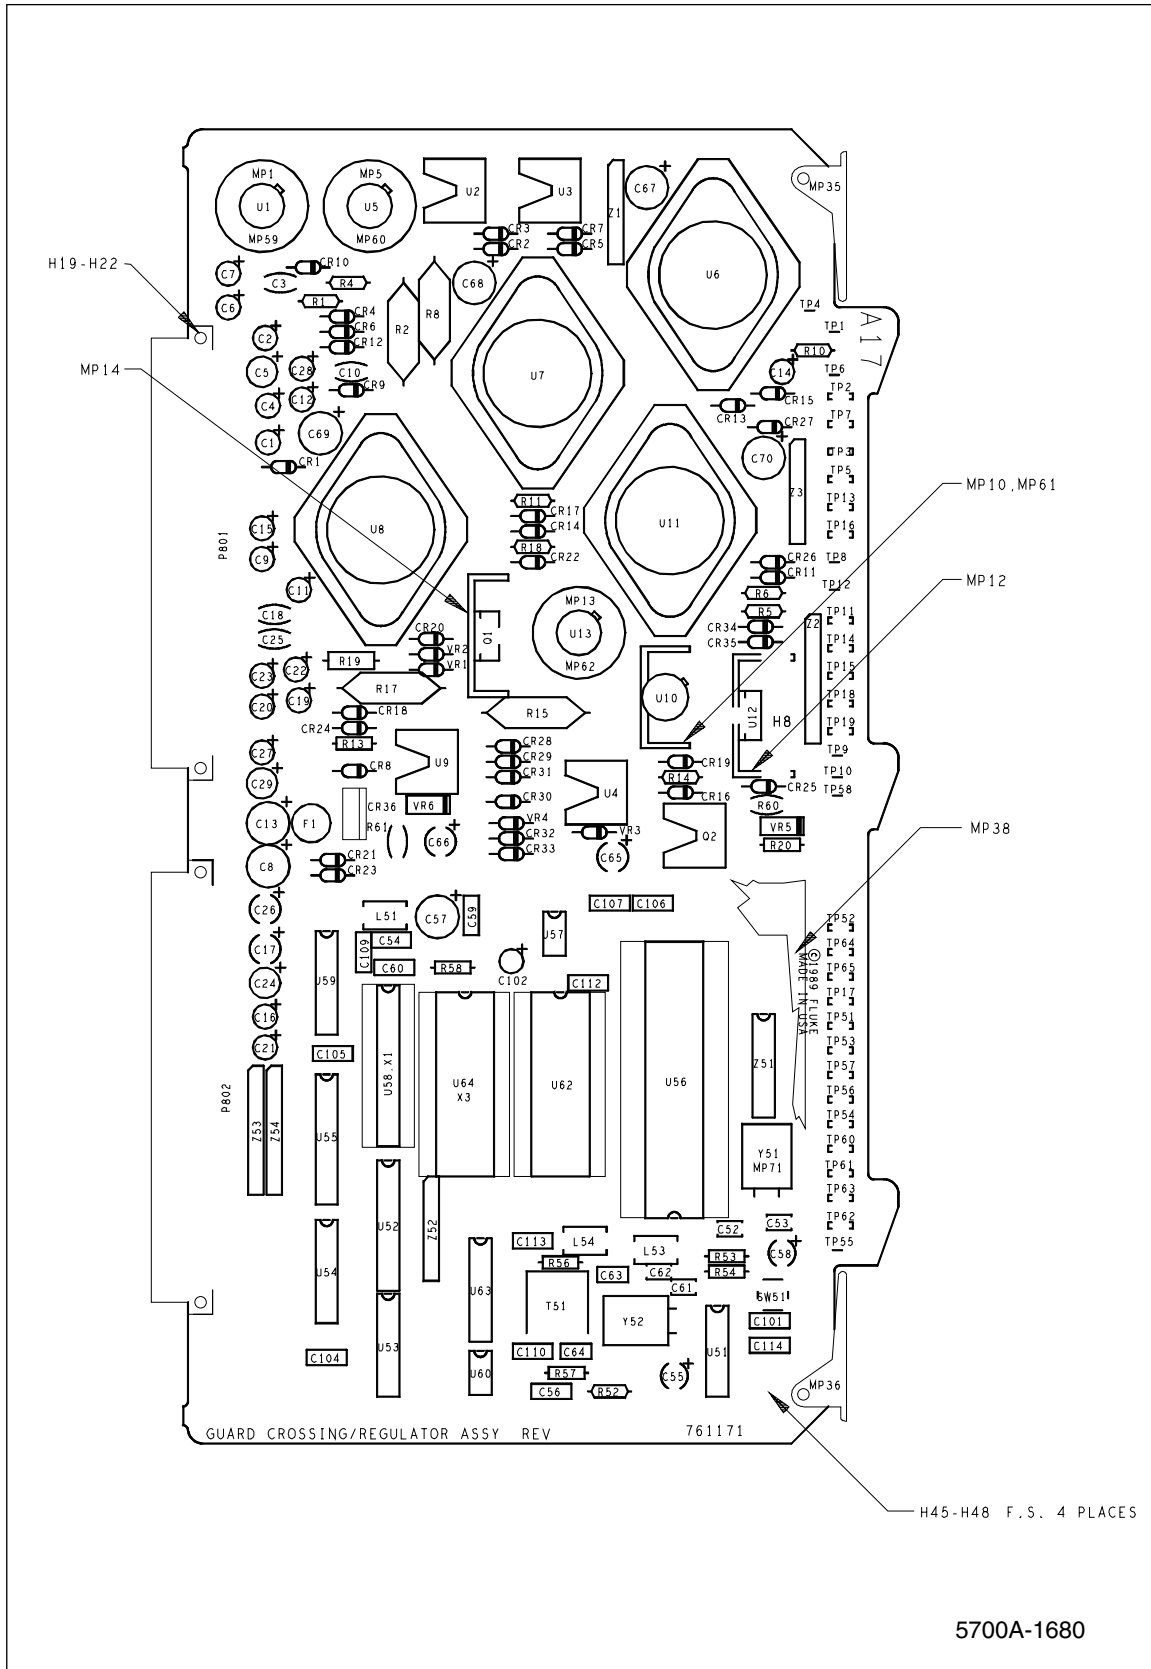 MP1
U1
MP59
MP5
U5
MP60
U2
U3
Z1
C67
MP35
CR3
CR2
CR7
CR5
U6
H19-H22
CR10
C7
C3
R4
C68
C6
R1
CR4
CR6
CR12
R2
R8
TP4
TP1
A17
C2
R10
C5
C28
C10
U7
C14
TP6
MP14
CR9
CR15
TP2
C4
C12
CR13
TP7
C69
CR27
C1
C70
TP3
CR1
Z3
TP5
MP10,MP61
R11
TP13
CR17
U8
CR14
U11
TP16
C15
P801
R18
C9
CR22
CR26
TP8
CR11
MP12
C11
R6
TP12
MP13
U13
MP62
R5
C18
CR34
Z2
TP11
C25
CR20
Q1
CR35
TP14
VR2
R19
VR1
TP15
C23
C22
R17
U10
C20
C19
TP18
CR18
R15
U12
H8
CR24
TP19
R13
C27
CR28
TP9
U9
CR29
CR19
CR8
CR31
R14
TP10
C29
U4
CR16
CR25
TP58
CR36
VR6
CR30
R60
C13
F1
R61
VR4
VR3
Q2
VR5
MP38
C66
CR32
R20
CR33
C65
C8
CR21
CR23
C26
L51
C57
C59
C107
C106
TP52
C54
U57
C17
C109
TP64
C60
R58
C102
©1989 FLUKE
MADE IN USA
TP65
C24
U59
C112
TP17
C16
TP51
C21
C105
TP53
U58,X1
U64
X3
U62
U56
Z51
TP57
P802
TP56
Z53
Z54
U55
TP54
TP60
Y51
MP71
TP61
TP63
U52
Z52
C52
C53
TP62
C113
L54
L53
C58
TP55
U54
R56
R53
C63
C62
R54
U63
C61
T51
SW51
Y52
C101
U53
U51
C114
C104
C110
C64
U60
R57
C55
C56
R52
MP36
GUARD CROSSING/REGULATOR ASSY REV
761171
H45-H48 F.S. 4 PLACES
5700A-1680